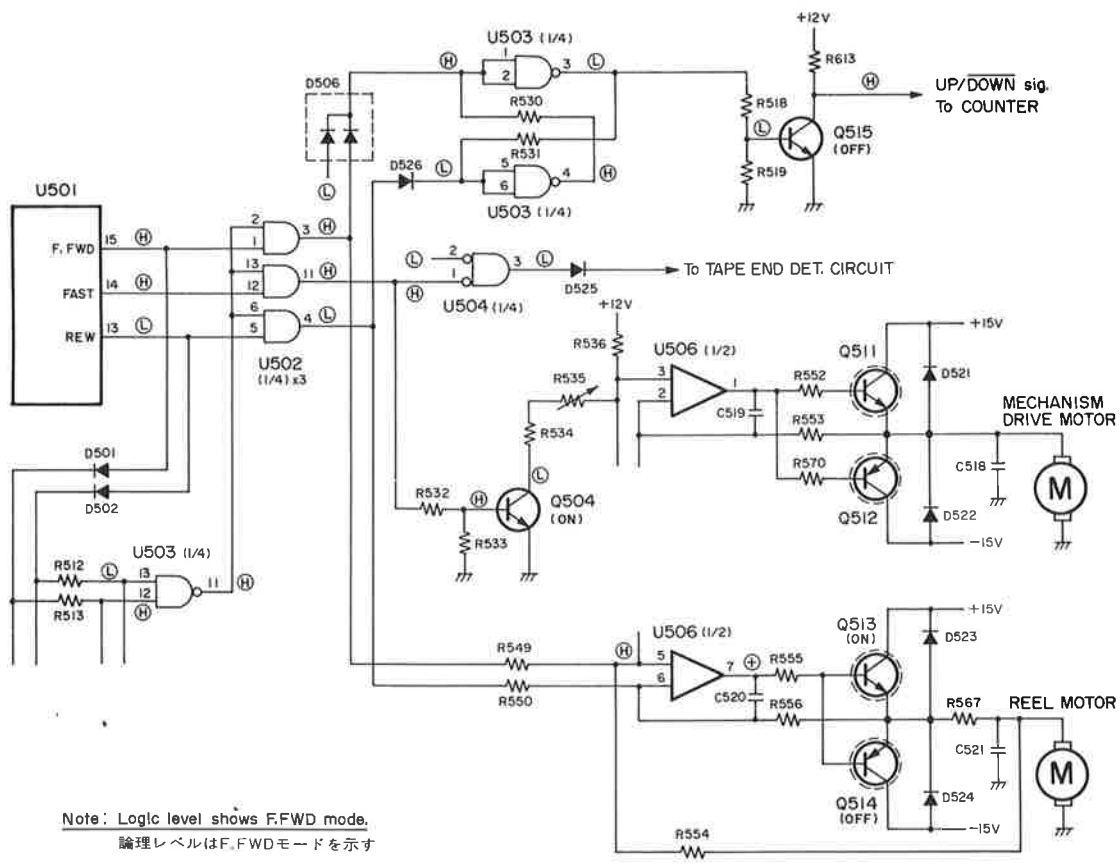 U503 (1/4)
+12V
R613
UP/DOWN sig.
To COUNTER
D506
Ⓗ
1
2
3
Ⓛ
R530
R518
Ⓗ
Ⓛ
Q515
(OFF)
R519
R531
D526
Ⓛ
5
6
4
Ⓗ
U503 (1/4)
Ⓛ
U501
F. FWD
15
Ⓗ
2
1
3
Ⓗ
FAST
14
Ⓗ
13
12
11
Ⓗ
REW
13
Ⓛ
6
5
4
Ⓛ
U502
(1/4) x3
Ⓛ
2
1
Ⓗ
3
Ⓛ
D525
To TAPE END DET. CIRCUIT
U504 (1/4)
+12V
R536
R535
R534
U506 (1/2)
3
2
1
C519
R552
R553
R570
Q511
Q512
+15V
D521
D522
-15V
C518
MECHANISM
DRIVE MOTOR
M
D501
D502
R532
Ⓗ
R533
Ⓛ
Q504
(ON)
U503 (1/4)
R512
R513
Ⓛ
13
12
Ⓗ
11
Ⓗ
R549
R550
Ⓗ
U506 (1/2)
5
6
7
⊕
C520
R555
R556
Q513
(ON)
Q514
(OFF)
+15V
D523
D524
-15V
R567
C521
REEL MOTOR
M
R554
Note: Logic level shows F.FWD mode.
論理レベルはF.FWDモードを示す